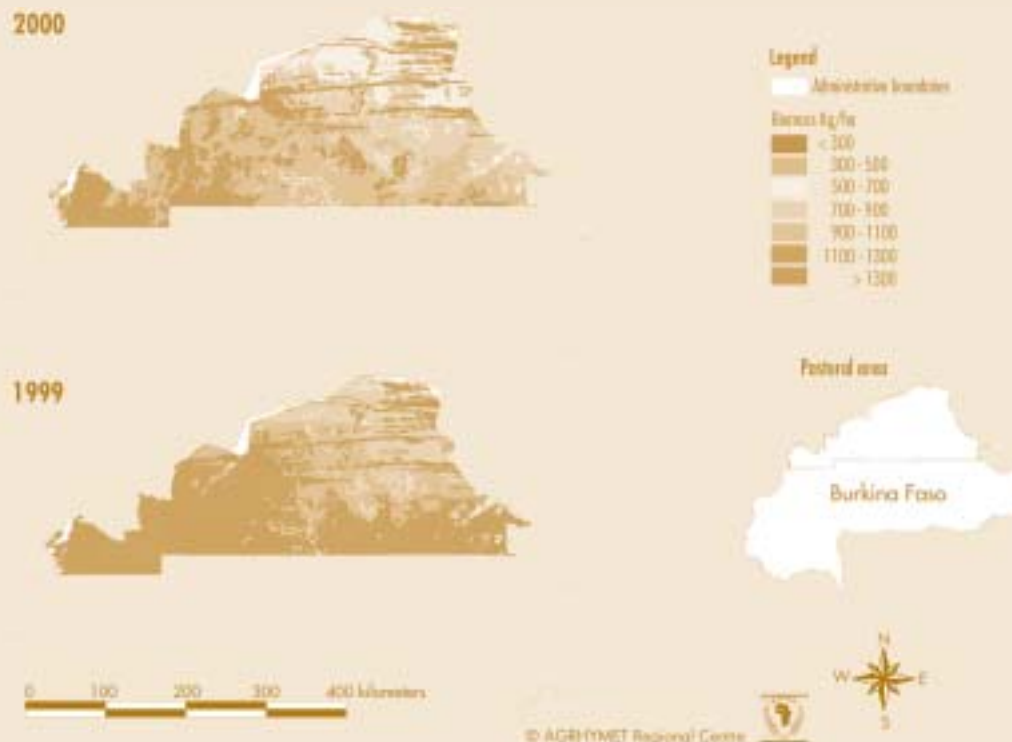 2000
Legend
Administrative boundaries
Biomass Kg/ha
< 300
300 - 500
500 - 700
700 - 900
900 - 1100
1100 - 1300
> 1300
1999
Pastoral area
Burkina Faso
0 100 200 300 400 kilometers
N
W E
S
© AGRHYMET Regional Centre